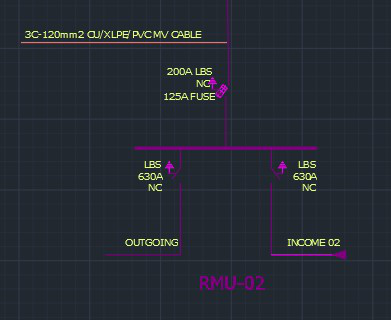 3C-120mm2 CU/XLPE/PVC MV CABLE
200A LBS
NC
125A FUSE
LBS
630A
NC
LBS
630A
NC
OUTGOING
INCOME 02
RMU-02